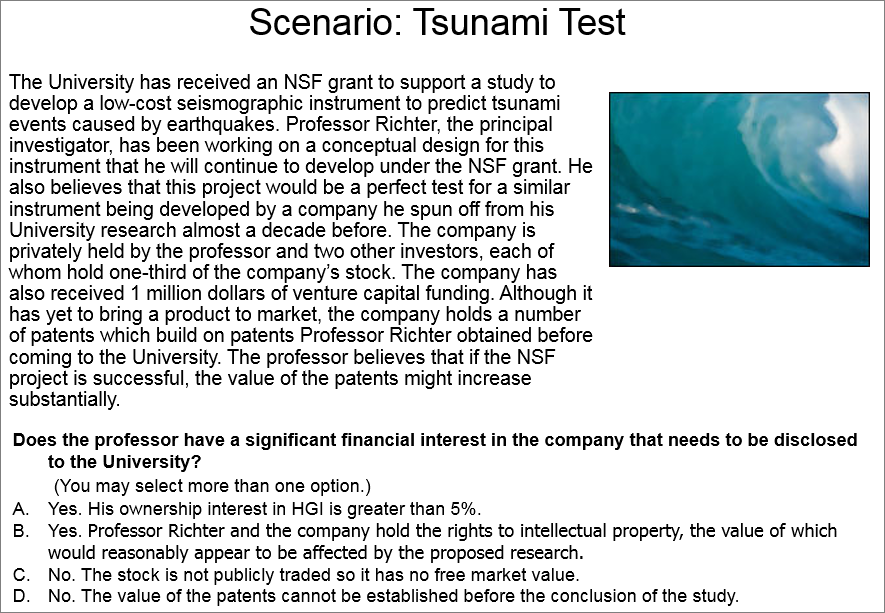 Scenario: Tsunami Test
The University has received an NSF grant to support a study to
develop a low-cost seismographic instrument to predict tsunami
events caused by earthquakes. Professor Richter, the principal
investigator, has been working on a conceptual design for this
instrument that he will continue to develop under the NSF grant. He
also believes that this project would be a perfect test for a similar
instrument being developed by a company he spun off from his
University research almost a decade before. The company is
privately held by the professor and two other investors, each of
whom hold one-third of the company's stock. The company has
also received 1 million dollars of venture capital funding. Although it
has yet to bring a product to market, the company holds a number
of patents which build on patents Professor Richter obtained before
coming to the University. The professor believes that if the NSF
project is successful, the value of the patents might increase
substantially.
Does the professor have a significant financial interest in the company that needs to be disclosed
to the University?
(You may select more than one option.)
A. Yes. His ownership interest in HGI is greater than 5%.
B. Yes. Professor Richter and the company hold the rights to intellectual property, the value of which
would reasonably appear to be affected by the proposed research.
C. No. The stock is not publicly traded so it has no free market value.
D. No. The value of the patents cannot be established before the conclusion of the study.